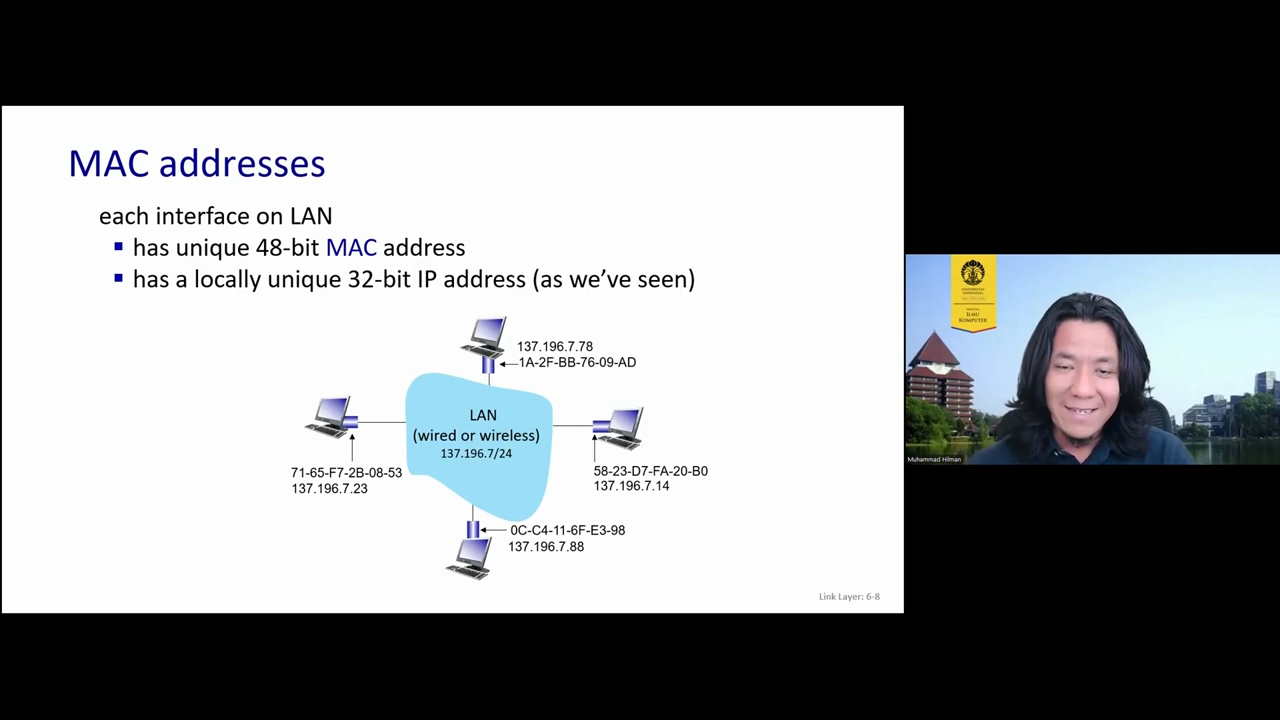 MAC addresses
each interface on LAN
▪ has unique 48-bit MAC address
▪ has a locally unique 32-bit IP address (as we’ve seen)
137.196.7.78
1A-2F-BB-76-09-AD
LAN
(wired or wireless)
137.196.7/24
71-65-F7-2B-08-53
137.196.7.23
58-23-D7-FA-20-B0
137.196.7.14
0C-C4-11-6F-E3-98
137.196.7.88
Link Layer: 6-8
UNIVERSITAS
INDONESIA
ILMU
KOMPUTER
Muhammad Hilman